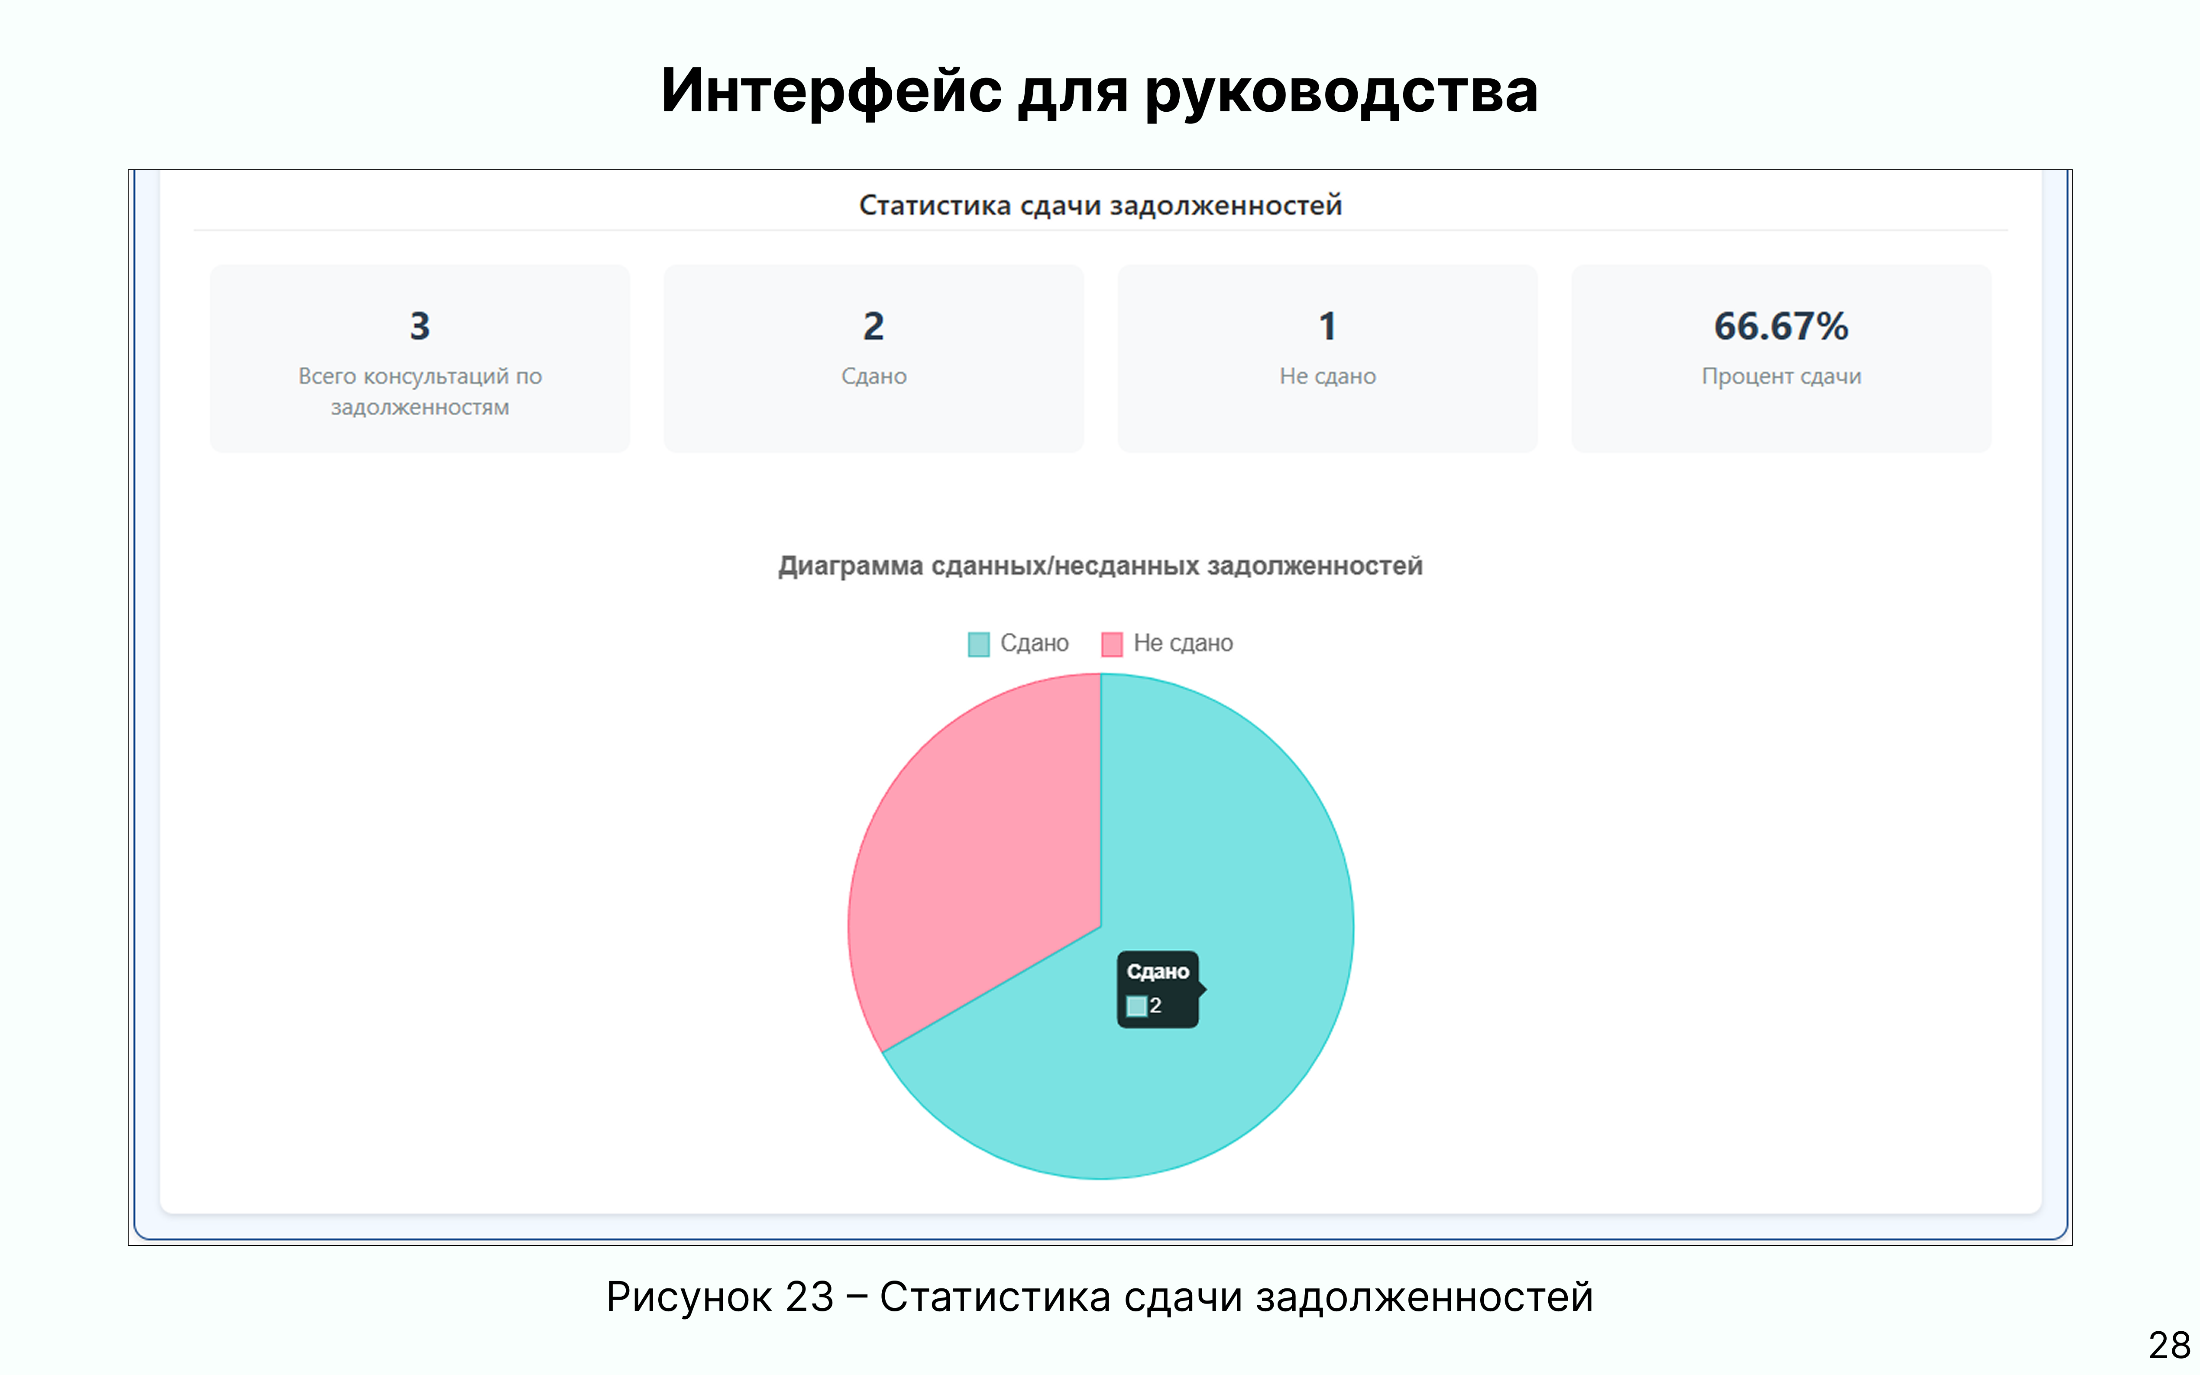 Интерфейс для руководства
Статистика сдачи задолженностей
3
Всего консультаций по
задолженностям
2
Сдано
1
Не сдано
66.67%
Процент сдачи
Диаграмма сданных/несданных задолженностей
Сдано Не сдано
Сдано
2
Рисунок 23 – Статистика сдачи задолженностей
28